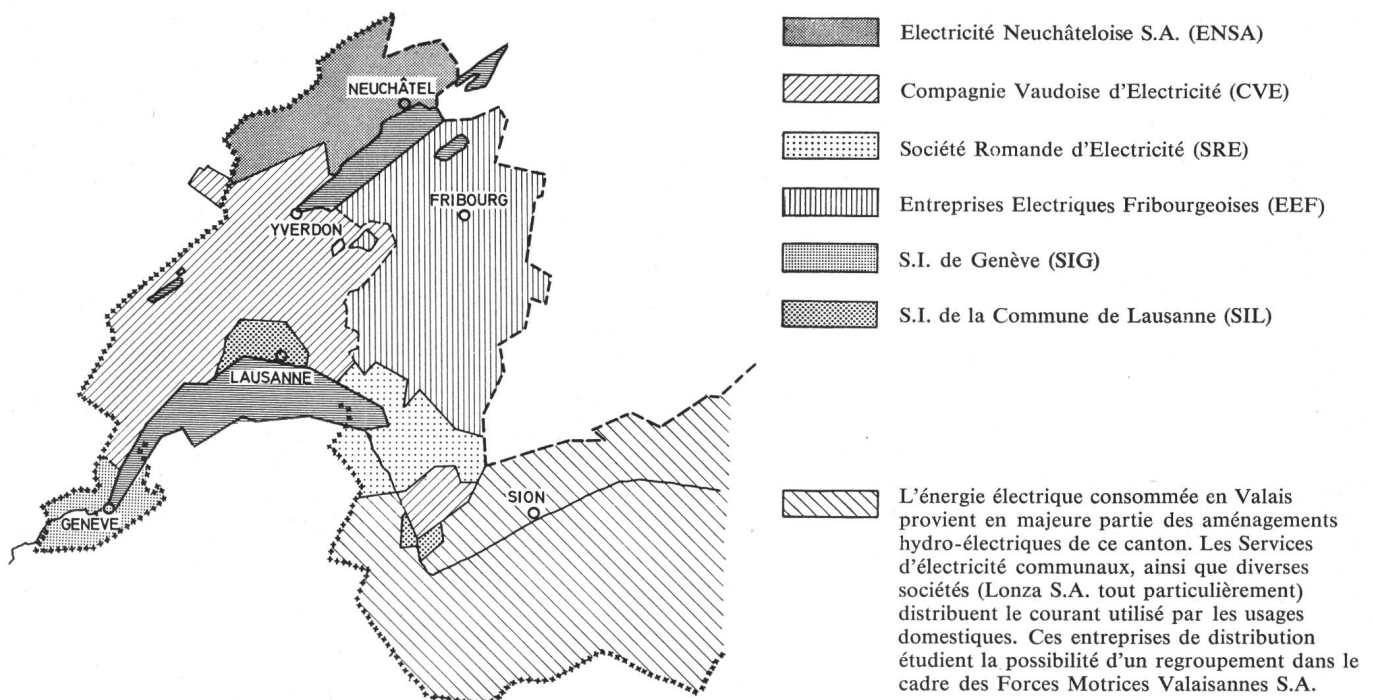 NEUCHÂTEL
FRIBOURG
YVERDON
LAUSANNE
SION
GENÈVE
Electricité Neuchâteloise S.A. (ENSA)
Compagnie Vaudoise d'Electricité (CVE)
Société Romande d'Electricité (SRE)
Entreprises Electriques Fribourgeoises (EEF)
S.I. de Genève (SIG)
S.I. de la Commune de Lausanne (SIL)
L'énergie électrique consommée en Valais
provient en majeure partie des aménagements
hydro-électriques de ce canton. Les Services
d'électricité communaux, ainsi que diverses
sociétés (Lonza S.A. tout particulièrement)
distribuent le courant utilisé par les usages
domestiques. Ces entreprises de distribution
étudient la possibilité d'un regroupement dans le
cadre des Forces Motrices Valaisannes S.A.